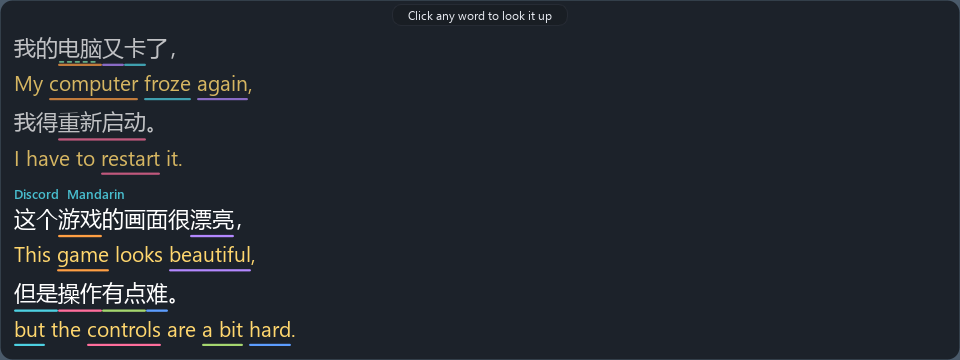 Click any word to look it up
我的电脑又卡了，
My computer froze again,
我得重新启动。
I have to restart it.
Discord Mandarin
这个游戏的画面很漂亮，
This game looks beautiful,
但是操作有点难。
but the controls are a bit hard.